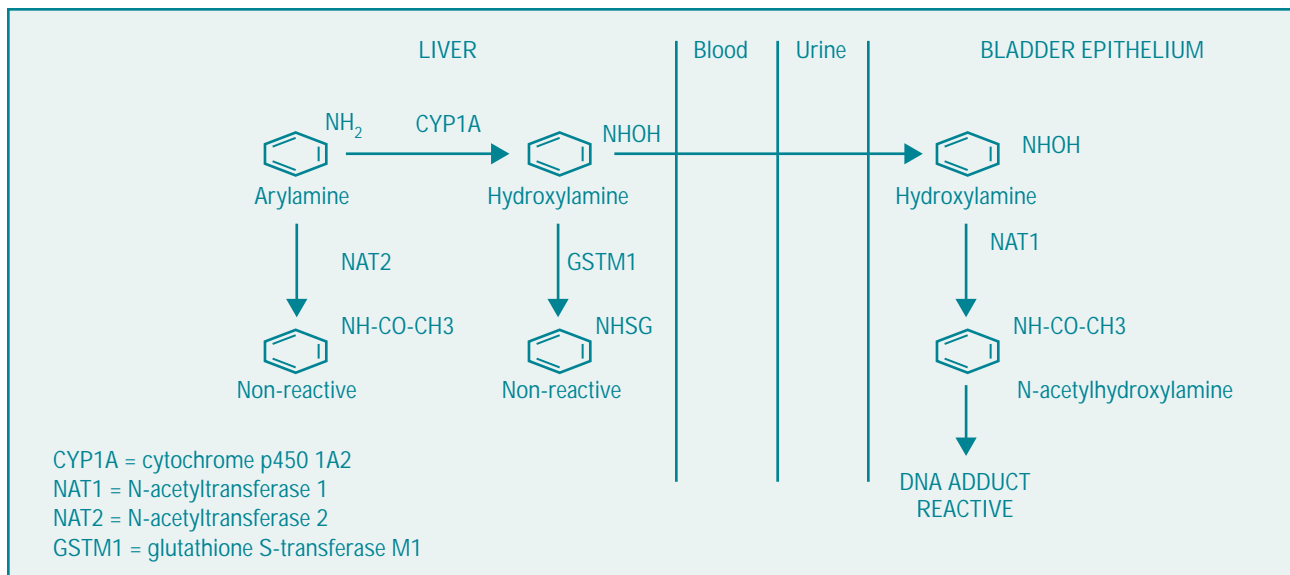 LIVER
Blood
Urine
BLADDER EPITHELIUM
NH2
CYP1A
NHOH
NHOH
Arylamine
Hydroxylamine
Hydroxylamine
NAT2
GSTM1
NAT1
NH-CO-CH3
NHSG
NH-CO-CH3
Non-reactive
Non-reactive
N-acetylhydroxylamine
CYP1A = cytochrome p450 1A2
NAT1 = N-acetyltransferase 1
NAT2 = N-acetyltransferase 2
GSTM1 = glutathione S-transferase M1
DNA ADDUCT
REACTIVE